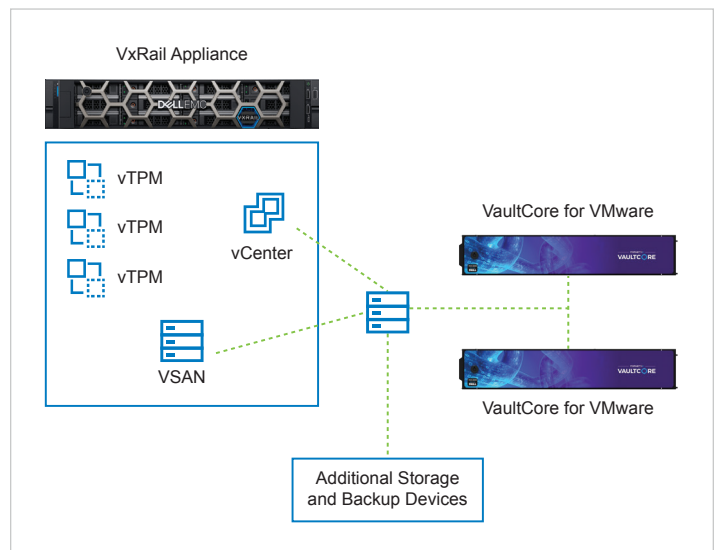 VxRail Appliance
DELLEMC
VXRAIL
vTPM
vTPM
vTPM
vCenter
VSAN
VaultCore for VMware
VAULTCORE
VAULTCORE
VaultCore for VMware
Additional Storage
and Backup Devices